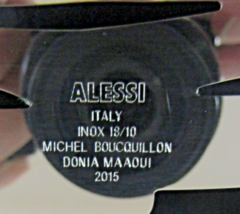 ALESSI
ITALY
INOX 18/10
MICHEL BOUCQUILLON
DONIA MAAOUI
2015